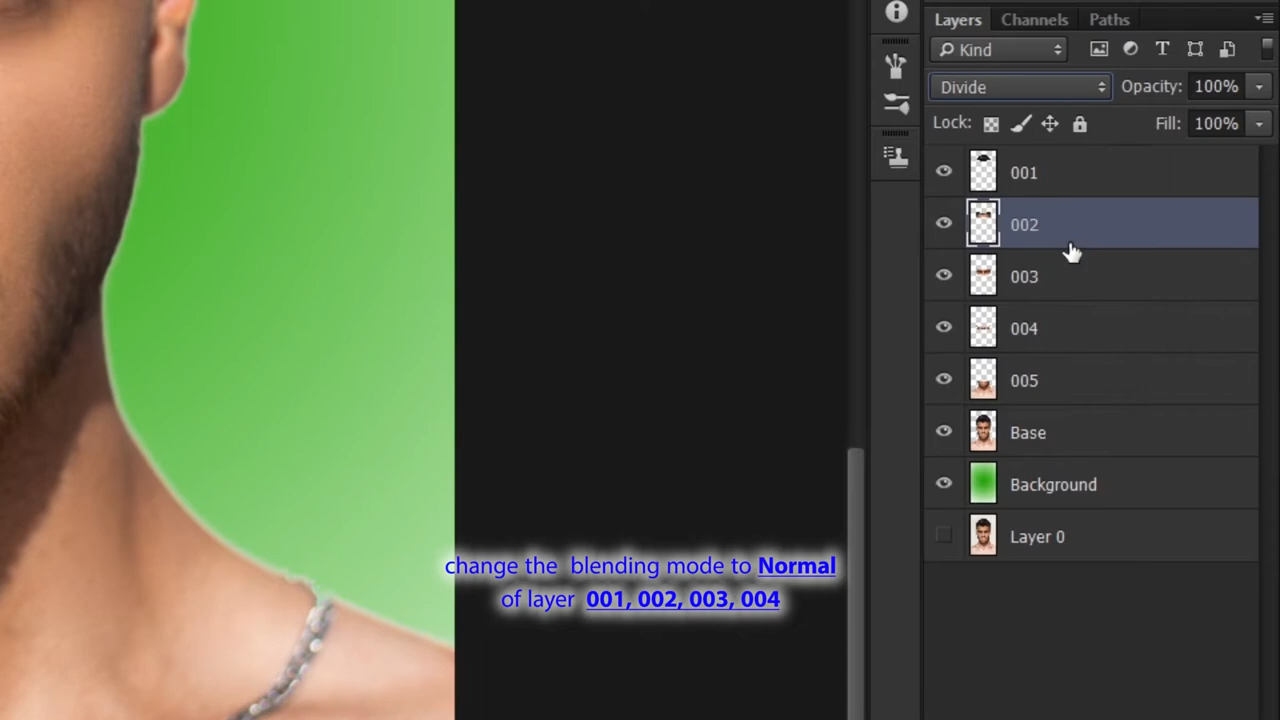 Layers Channels Paths
Kind T
Divide Opacity: 100%
Lock: Fill: 100%
001
002
003
004
005
Base
Background
Layer 0
change the blending mode to Normal
of layer 001, 002, 003, 004